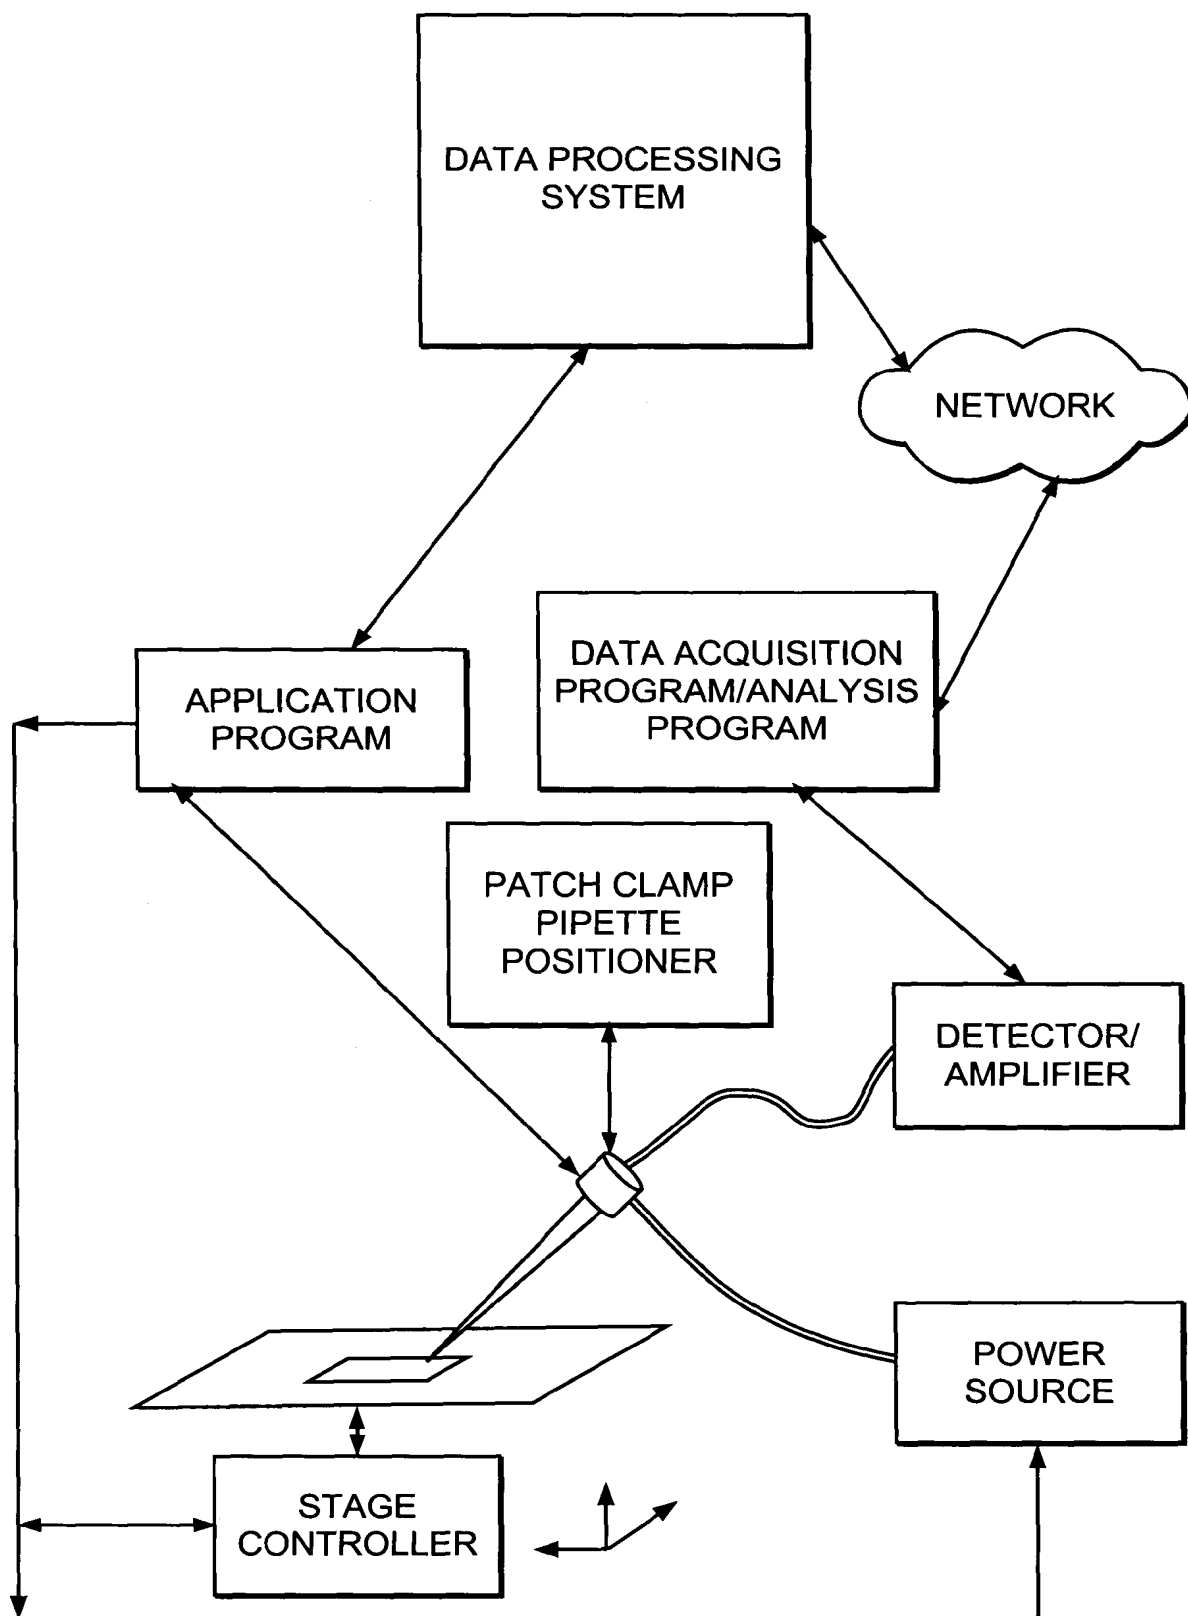 DATA PROCESSING
SYSTEM
NETWORK
DATA ACQUISITION
PROGRAM/ANALYSIS
PROGRAM
APPLICATION
PROGRAM
PATCH CLAMP
PIPETTE
POSITIONER
DETECTOR/
AMPLIFIER
POWER
SOURCE
STAGE
CONTROLLER